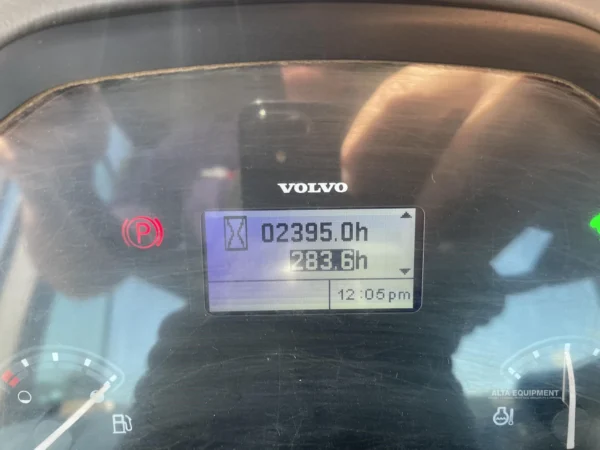 VOLVO
02395.0h
283.6h
12:05pm
P
ALTA EQUIPMENT